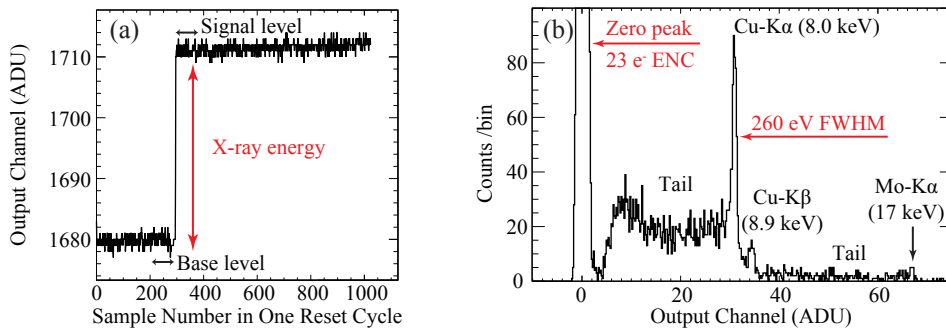 (a)
Signal level
1710
1700
1690
1680
X-ray energy
Base level
0
200
400
600
800
1000
Output Channel (ADU)
Sample Number in One Reset Cycle
(b)
Zero peak
23 e- ENC
Cu-Kα (8.0 keV)
260 eV FWHM
Tail
Cu-Kβ
(8.9 keV)
Mo-Kα
(17 keV)
Tail
80
60
40
20
0
0
20
40
60
Counts /bin
Output Channel (ADU)